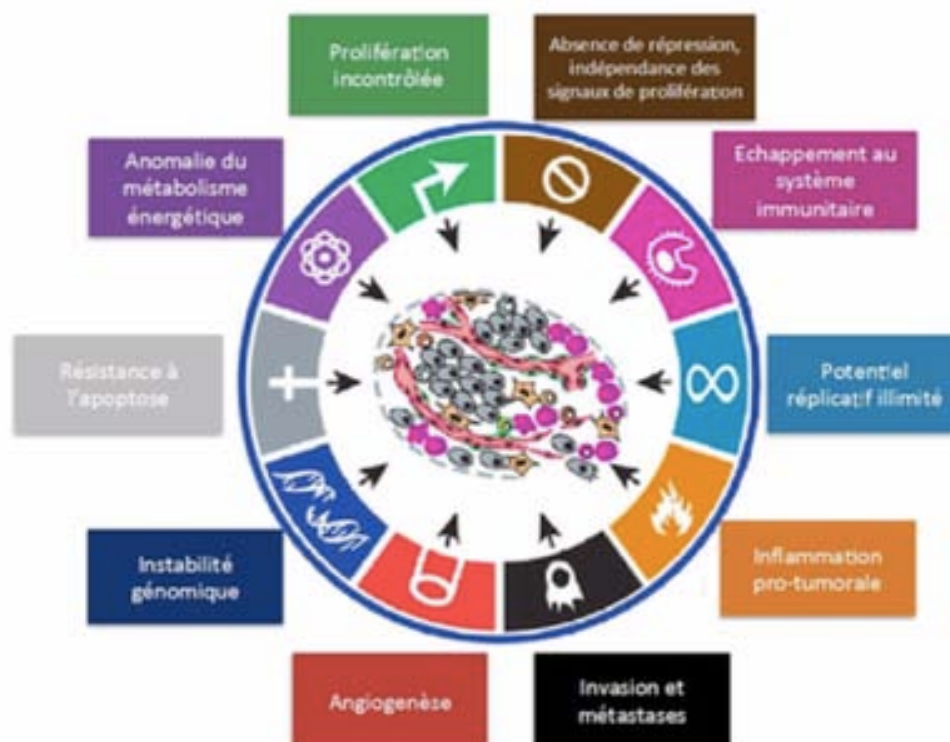 Prolifération
incontrôlée
Absence de répression,
indépendance des
signaux de prolifération
Anomalie du
métabolisme
énergétique
Echappement au
système
immunitaire
Résistance à
l'apoptose
Potentiel
réplicatif illimité
Instabilité
génomique
Inflammation
pro-tumorale
Angiogenèse
Invasion et
métastases